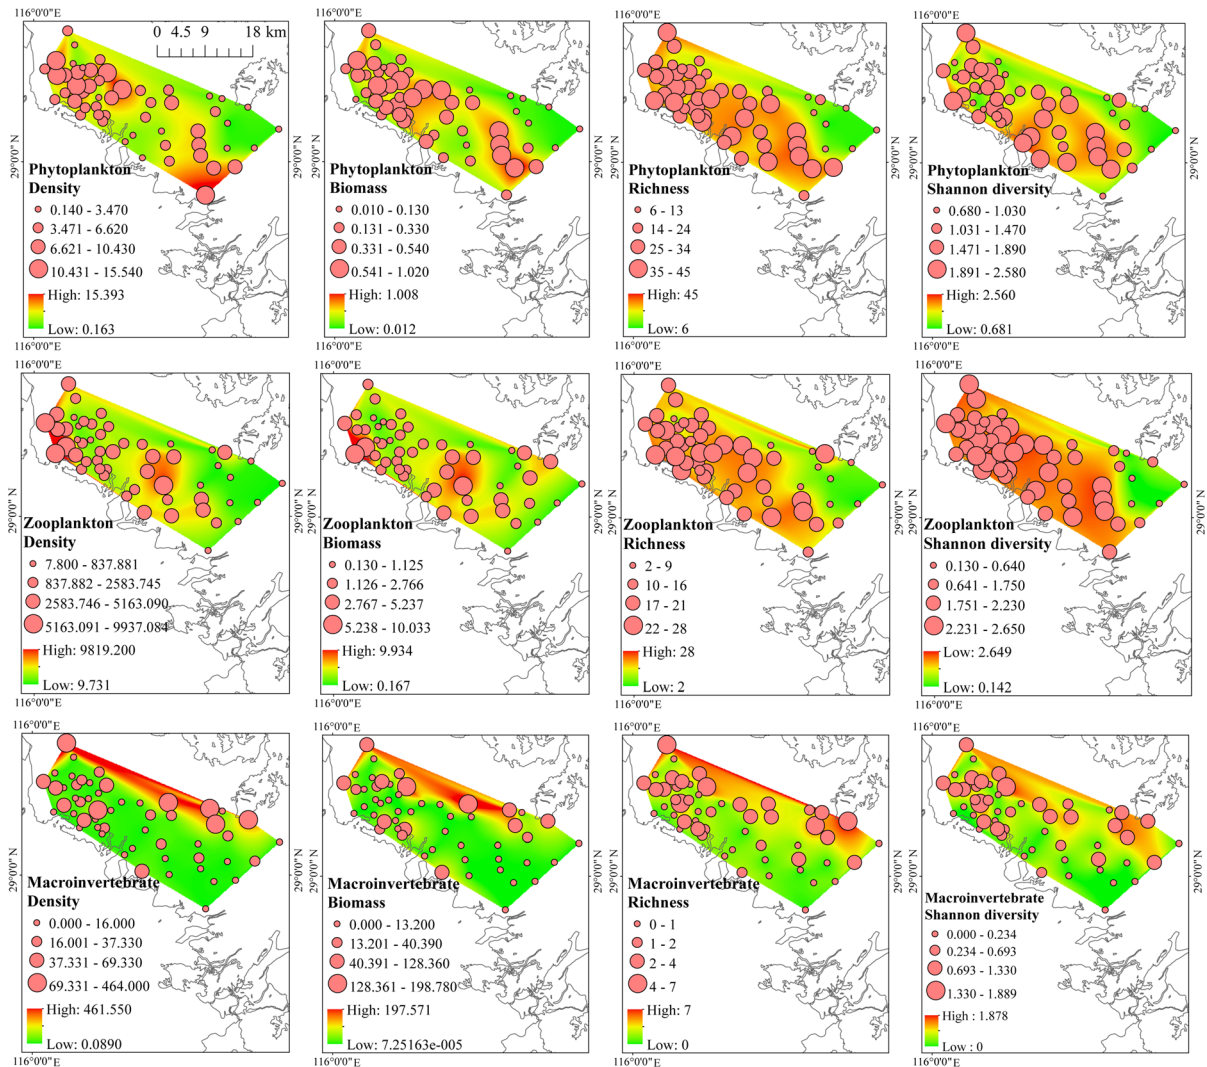 116°0'0"E 116°0'0"E 116°0'0"E 116°0'0"E
0 4.5 9 18 km
29°0'0" N 29°0'0" N 29°0'0" N 29°0'0" N
Phytoplankton
Density
0.140 - 3.470
3.471 - 6.620
6.621 - 10.430
10.431 - 15.540
High: 15.393
Low: 0.163
Phytoplankton
Biomass
0.010 - 0.130
0.131 - 0.330
0.331 - 0.540
0.541 - 1.020
High: 1.008
Low: 0.012
Phytoplankton
Richness
6 - 13
14 - 24
25 - 34
35 - 45
High: 45
Low: 6
Phytoplankton
Shannon diversity
0.680 - 1.030
1.031 - 1.470
1.471 - 1.890
1.891 - 2.580
High: 2.560
Low: 0.681
116°0'0"E 116°0'0"E 116°0'0"E 116°0'0"E
29°0'0" N 29°0'0" N 29°0'0" N 29°0'0" N
Zooplankton
Density
7.800 - 837.881
837.882 - 2583.745
2583.746 - 5163.090
5163.091 - 9937.084
High: 9819.200
Low: 9.731
Zooplankton
Biomass
0.130 - 1.125
1.126 - 2.766
2.767 - 5.237
5.238 - 10.033
High: 9.934
Low: 0.167
Zooplankton
Richness
2 - 9
10 - 16
17 - 21
22 - 28
High: 28
Low: 2
Zooplankton
Shannon diversity
0.130 - 0.640
0.641 - 1.750
1.751 - 2.230
2.231 - 2.650
Low: 2.649
Low: 0.142
116°0'0"E 116°0'0"E 116°0'0"E 116°0'0"E
29°0'0" N 29°0'0" N 29°0'0" N 29°0'0" N
Macroinvertebrate
Density
0.000 - 16.000
16.001 - 37.330
37.331 - 69.330
69.331 - 464.000
High: 461.550
Low: 0.0890
Macroinvertebrate
Biomass
0.000 - 13.200
13.201 - 40.390
40.391 - 128.360
128.361 - 198.780
High: 197.571
Low: 7.25163e-005
Macroinvertebrate
Richness
0 - 1
1 - 2
2 - 4
4 - 7
High: 7
Low: 0
Macroinvertebrate
Shannon diversity
0.000 - 0.234
0.234 - 0.693
0.693 - 1.330
1.330 - 1.889
High : 1.878
Low : 0
116°0'0"E 116°0'0"E 116°0'0"E 116°0'0"E